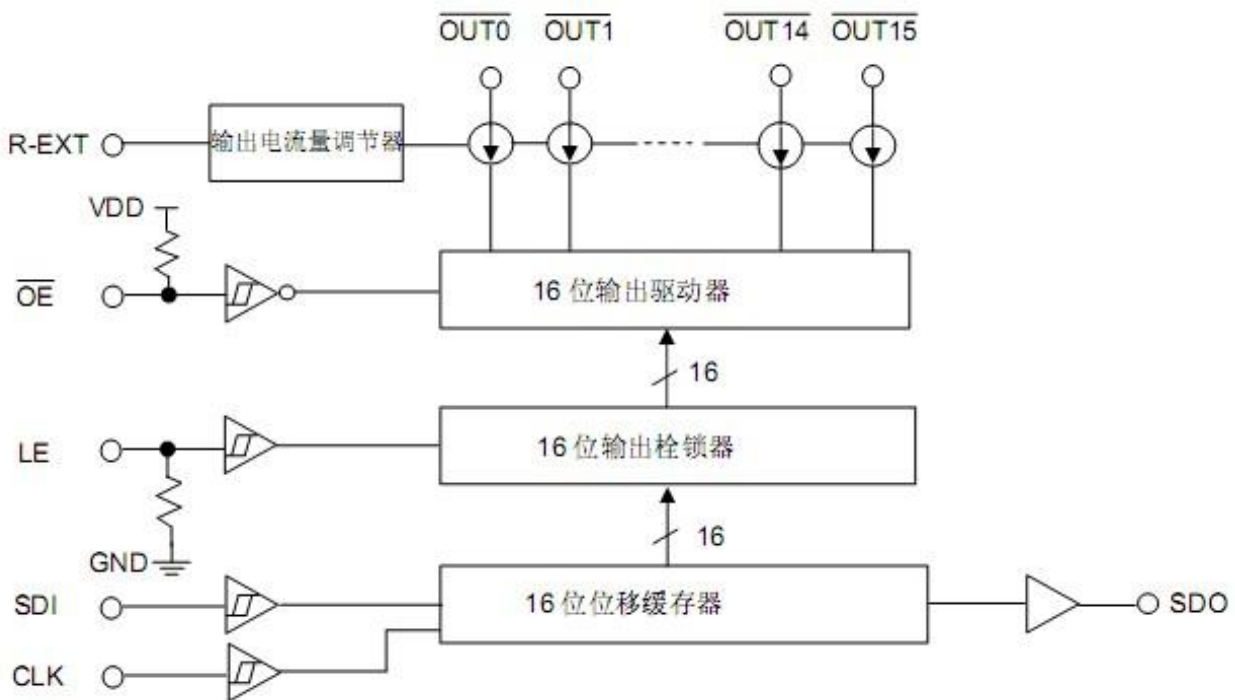 OUT0 OUT1 OUT14 OUT15
R-EXT 输出电流量调节器
VDD
OE 16 位输出驱动器
16
LE 16 位输出栓锁器
16
GND
SDI 16 位位移缓存器 SDO
CLK